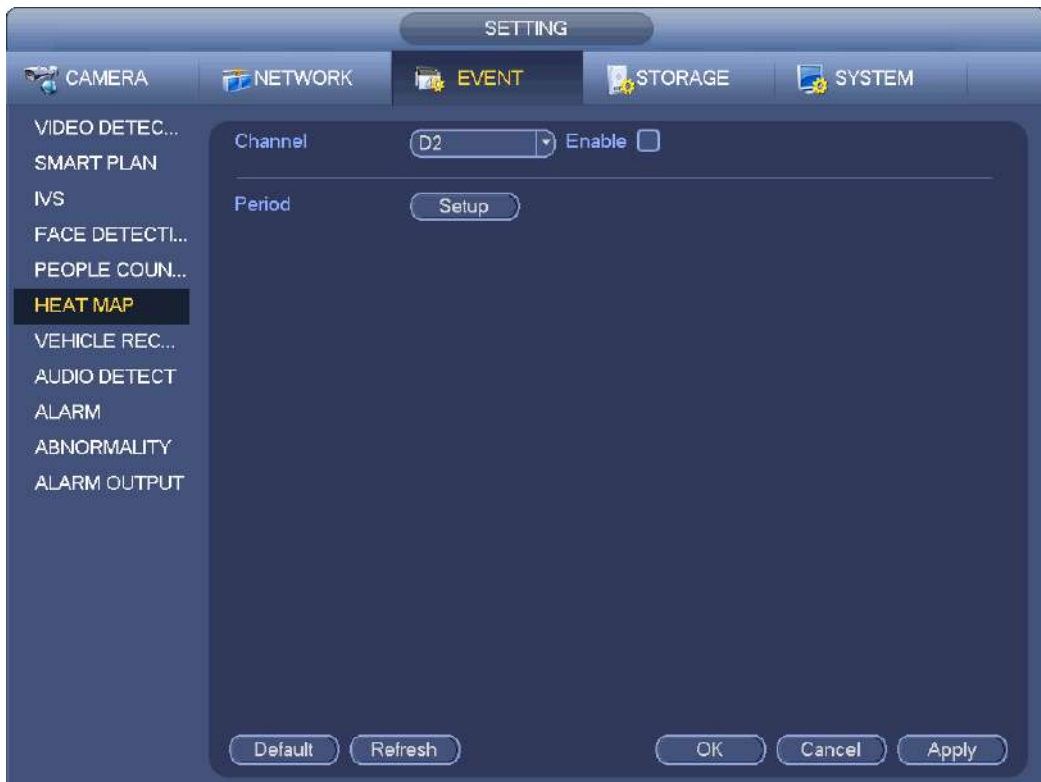 SETTING
CAMERA NETWORK EVENT STORAGE SYSTEM
VIDEO DETEC...
SMART PLAN
IVS
FACE DETECTI...
PEOPLE COUN...
HEAT MAP
VEHICLE REC...
AUDIO DETECT
ALARM
ABNORMALITY
ALARM OUTPUT
Channel D2 Enable
Period Setup
Default Refresh OK Cancel Apply